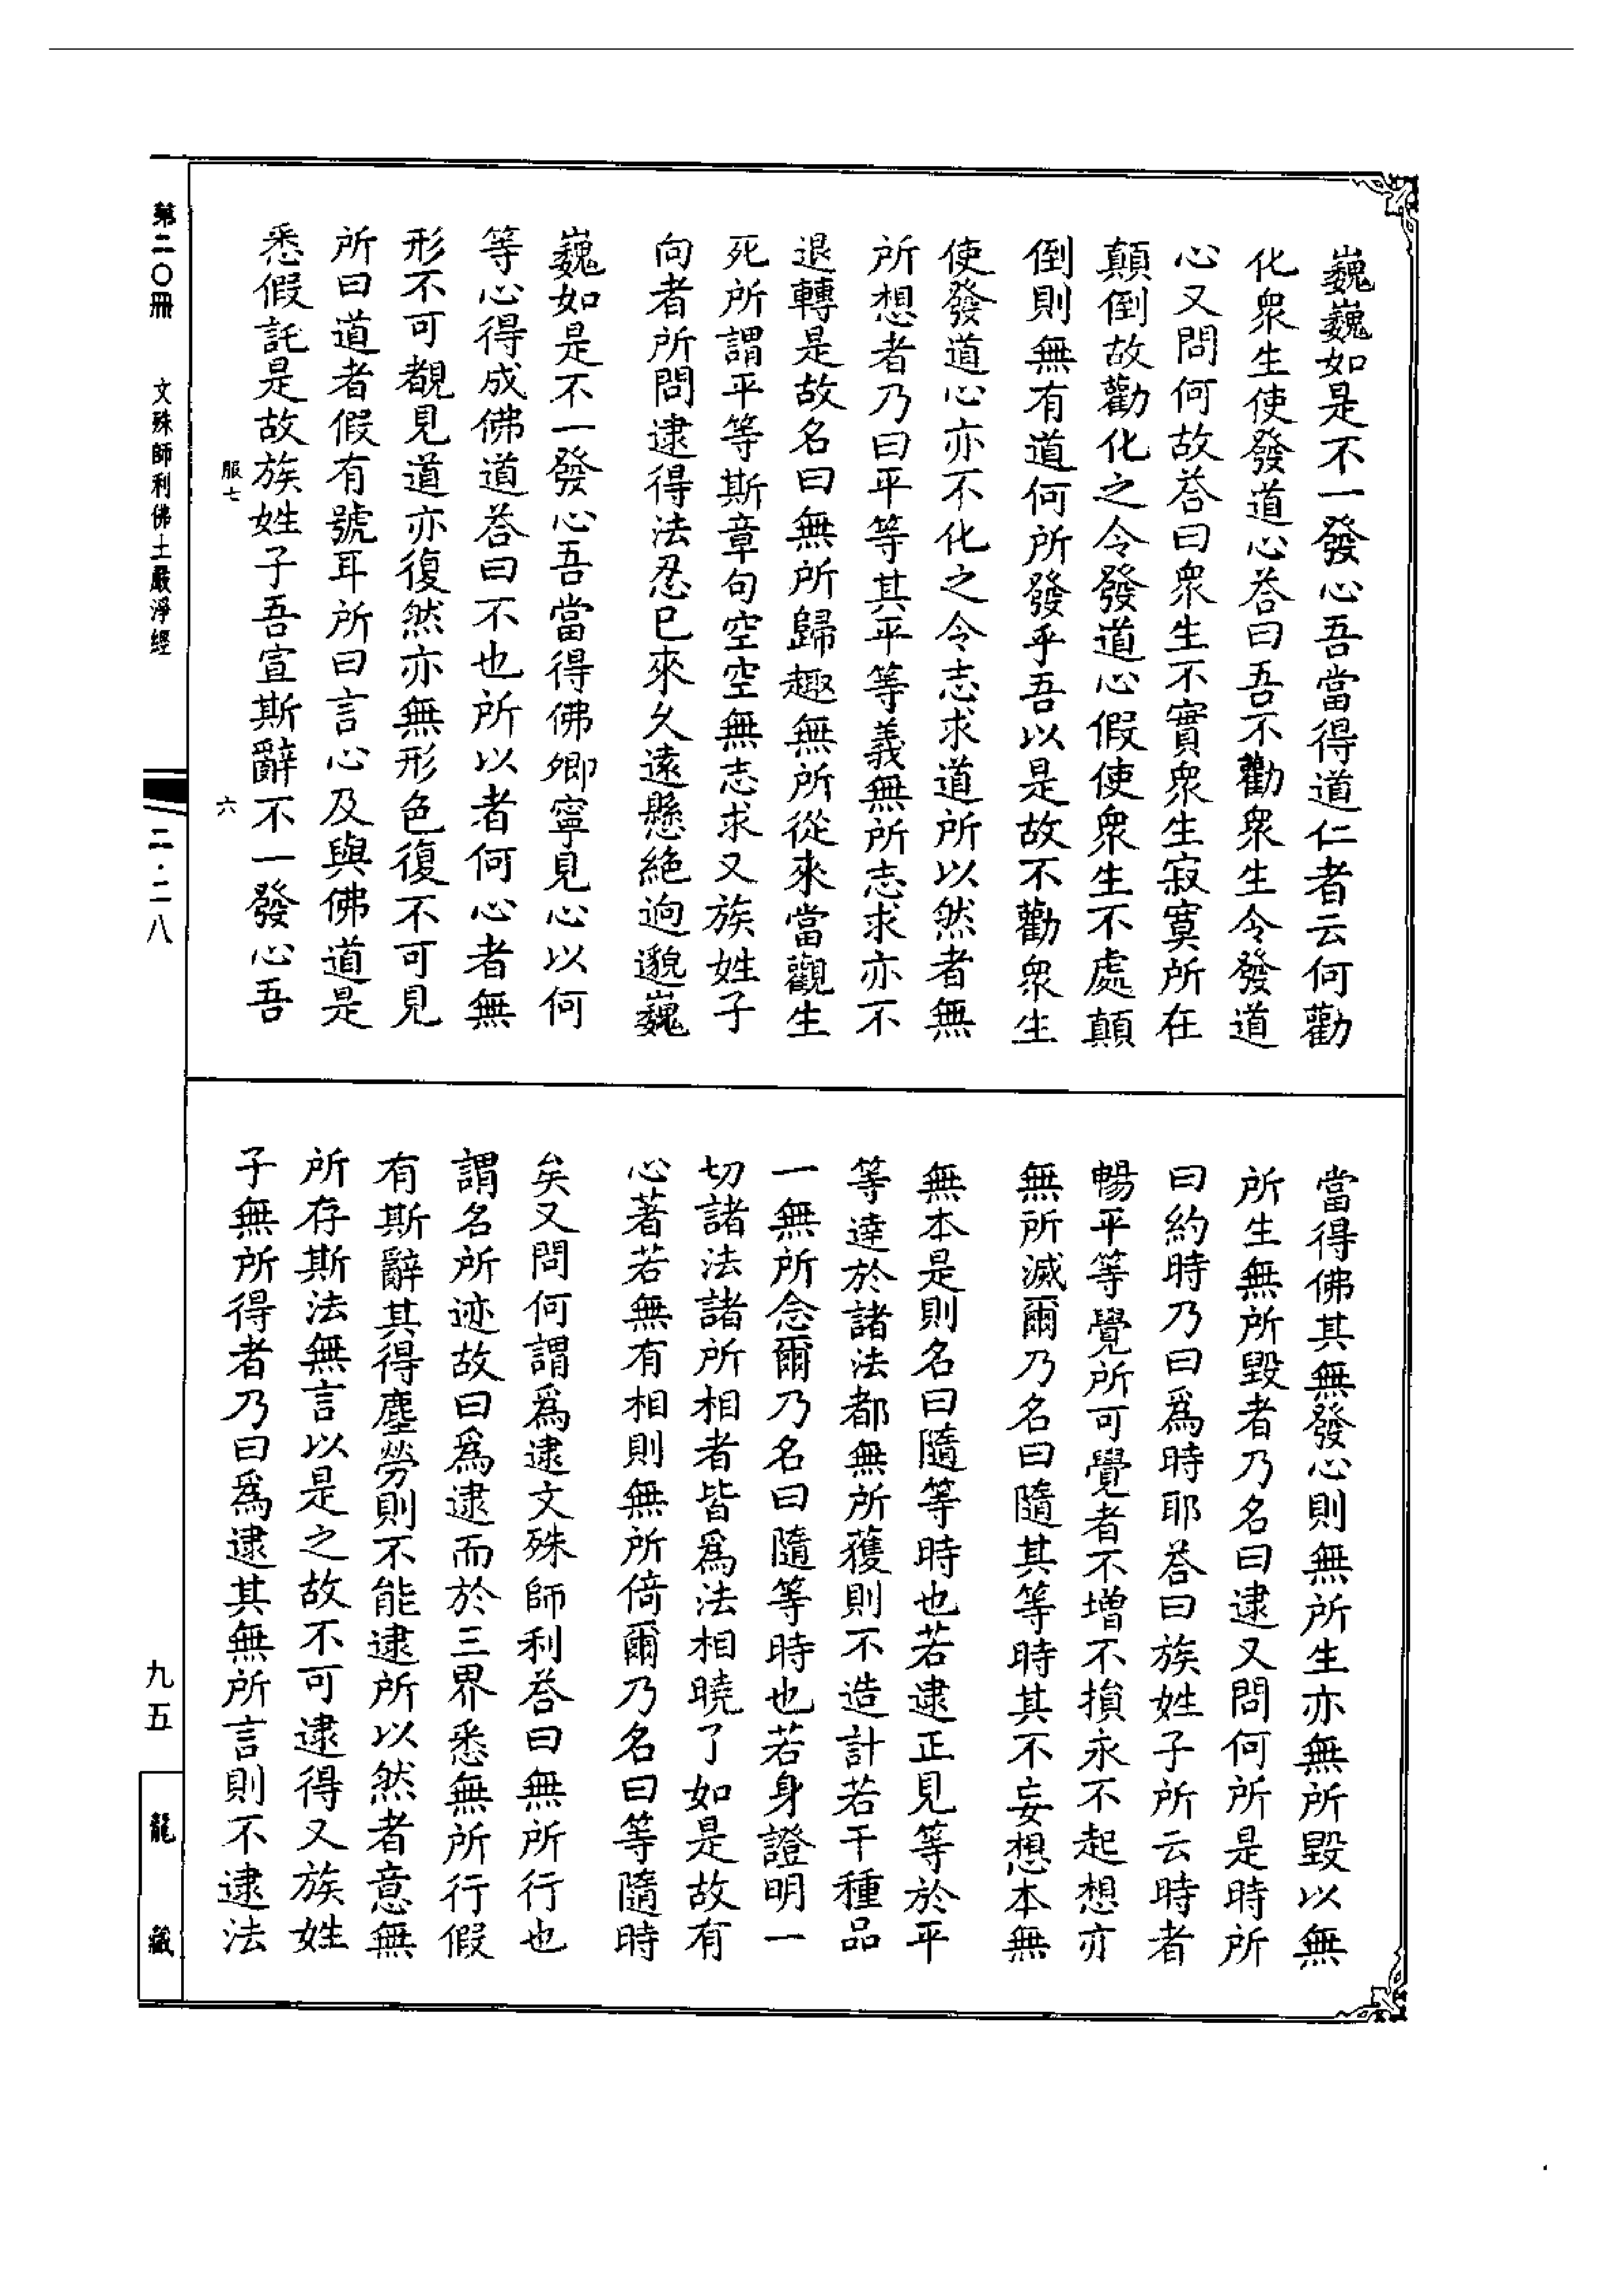 巍巍如是不一發心吾當得道仁者云何勸
化衆生使發道心荅曰吾不勸衆生令發道
心又問何故荅曰衆生不實衆生寂寞所在
顛倒故勸化之令發道心假使衆生不處顛
倒則無有道何所發乎吾以是故不勸衆生
使發道心亦不化之令志求道所以然者無
所想者乃曰平等其平等義無所志求亦不
退轉是故名曰無所歸趣無所從來當觀生
死所謂平等斯章句空空無志求又族姓子
向者所問逮得法忍已來久遠懸絶逈邈巍
巍如是不一發心吾當得佛卿寧見心以何
等心得成佛道荅曰不也所以者何心者無
形不可覩見道亦復然亦無形色復不可見
所曰道者假有號耳所曰言心及與佛道是
悉假託是故族姓子吾宣斯辭不一發心吾
服七
六
當得佛其無發心則無所生亦無所毀以無
所生無所毀者乃名曰逮又問何所是時所
曰約時乃曰爲時耶荅曰族姓子所云時者
暢平等覺所可覺者不増不損永不起想亦
無所滅爾乃名曰隨其等時其不妄想本無
無本是則名曰隨等時也若逮正見等於平
等達於諸法都無所獲則不造計若干種品
一無所念爾乃名曰隨等時也若身證明一
切諸法諸所相者皆爲法相曉了如是故有
心著若無有相則無所倚爾乃名曰等隨時
矣又問何謂爲逮文殊師利荅曰無所行也
謂名所迹故曰爲逮而於三界悉無所行假
有斯辭其得塵勞則不能逮所以然者意無
所存斯法無言以是之故不可逮得又族姓
子無所得者乃曰爲逮其無所言則不逮法
第二〇冊
文殊師利佛土嚴淨經
二·二八
九五
龍藏